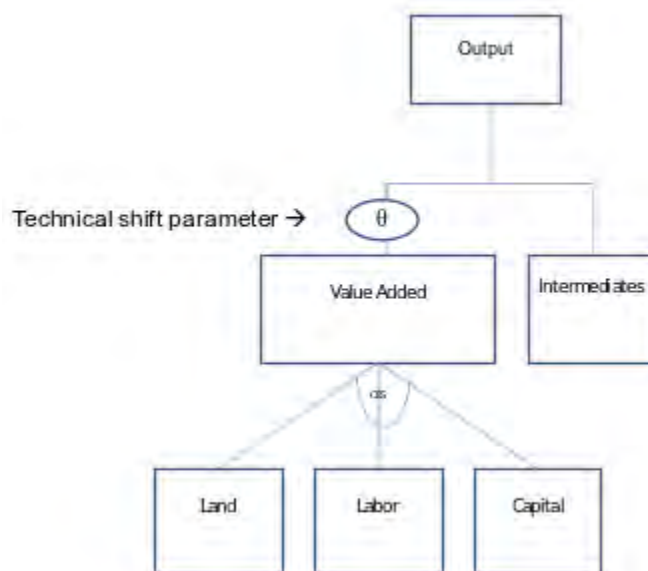 Output
Technical shift parameter →
θ
Value Added
Intermediates
Land
Labor
Capital